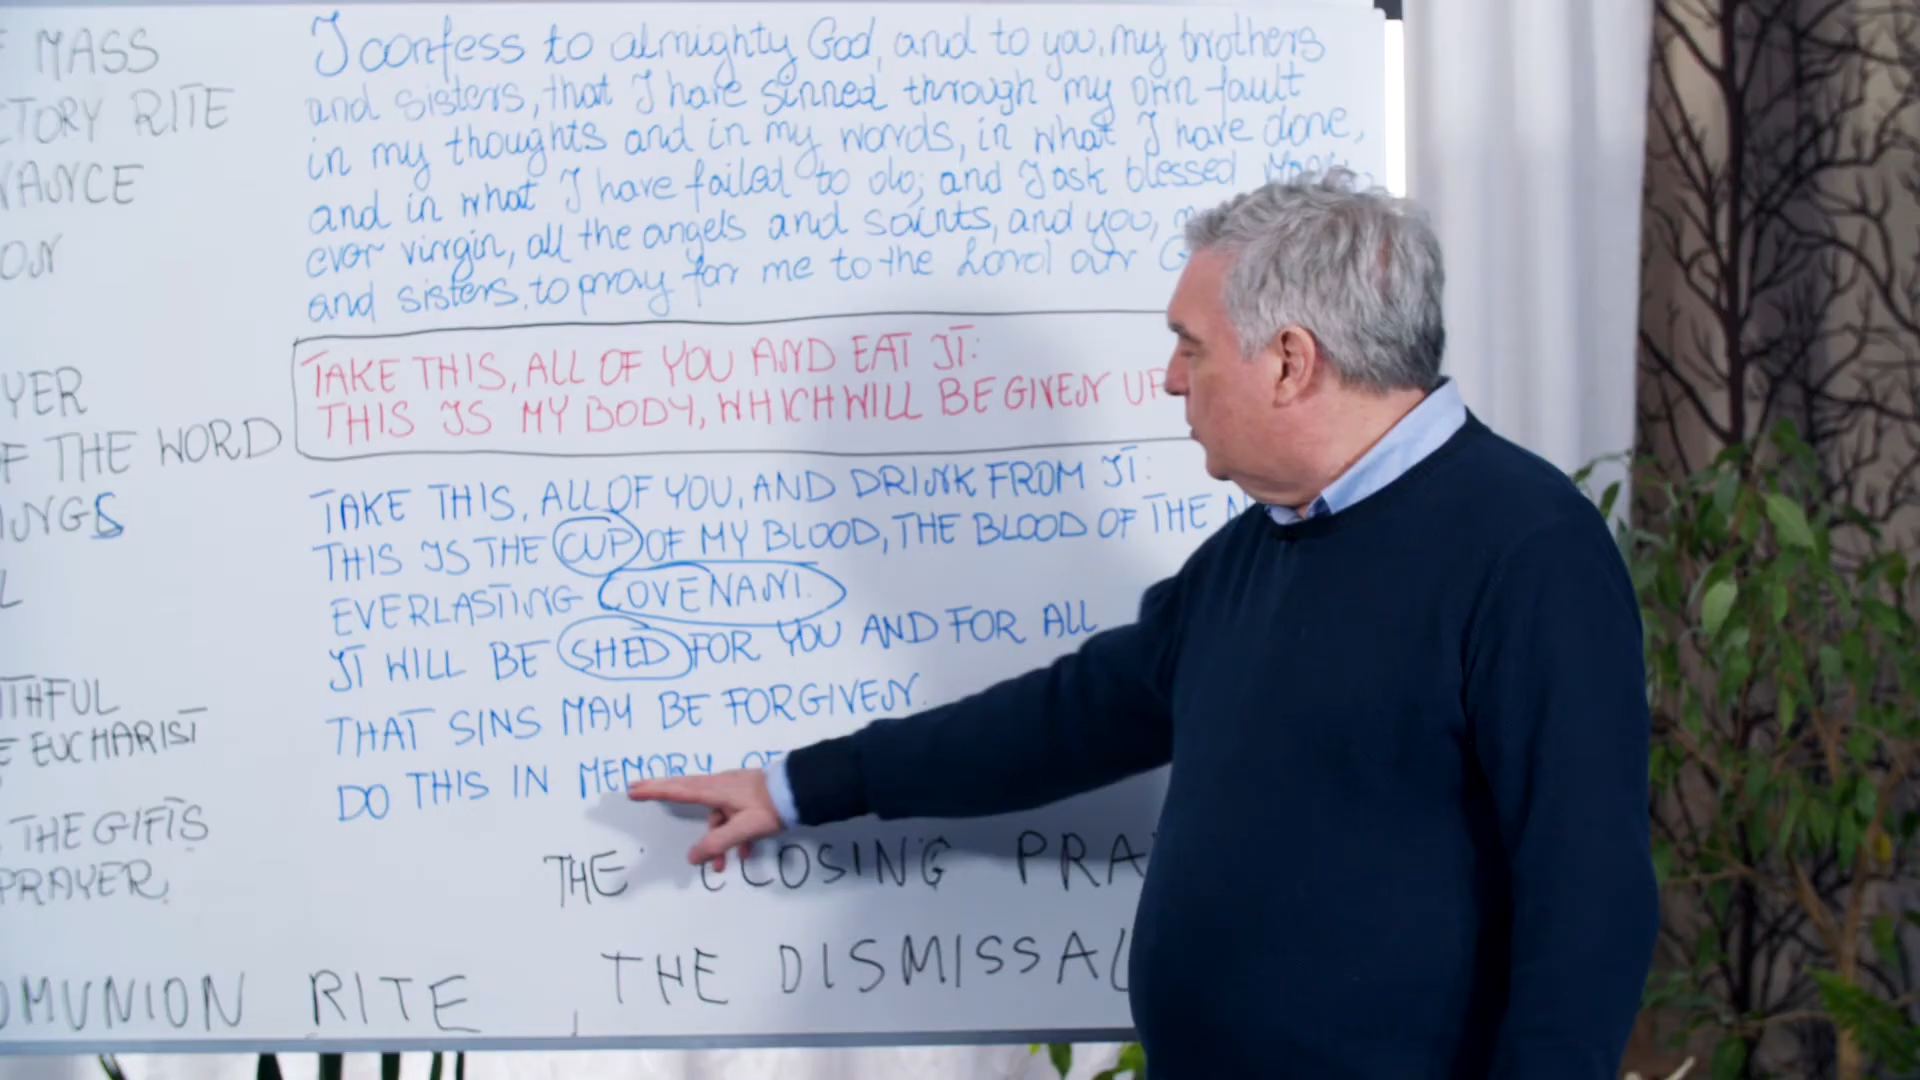 MASS
CTORY RITE
VANCE
ON
YER
F THE WORD
INGS
L
ITHFUL
E EUCHARIST
THE GIFTS
PRAYER.
OMUNION RITE
I confess to almighty God, and to you, my brothers
and sisters, that I have sinned through my own fault
in my thoughts and in my words, in what I have done,
and in what I have failed to do; and I ask blessed Mary
ever virgin, all the angels and saints, and you,
and sisters, to pray for me to the Lord our G
TAKE THIS, ALL OF YOU AND EAT IT:
THIS IS MY BODY, WHICH WILL BE GIVEN UP
TAKE THIS, ALL OF YOU, AND DRINK FROM IT:
THIS IS THE CUP OF MY BLOOD, THE BLOOD OF THE N
EVERLASTING COVENANT.
IT WILL BE SHED FOR YOU AND FOR ALL
THAT SINS MAY BE FORGIVEN.
DO THIS IN MEMORY OF
THE CLOSING PRA
THE DISMISSAL